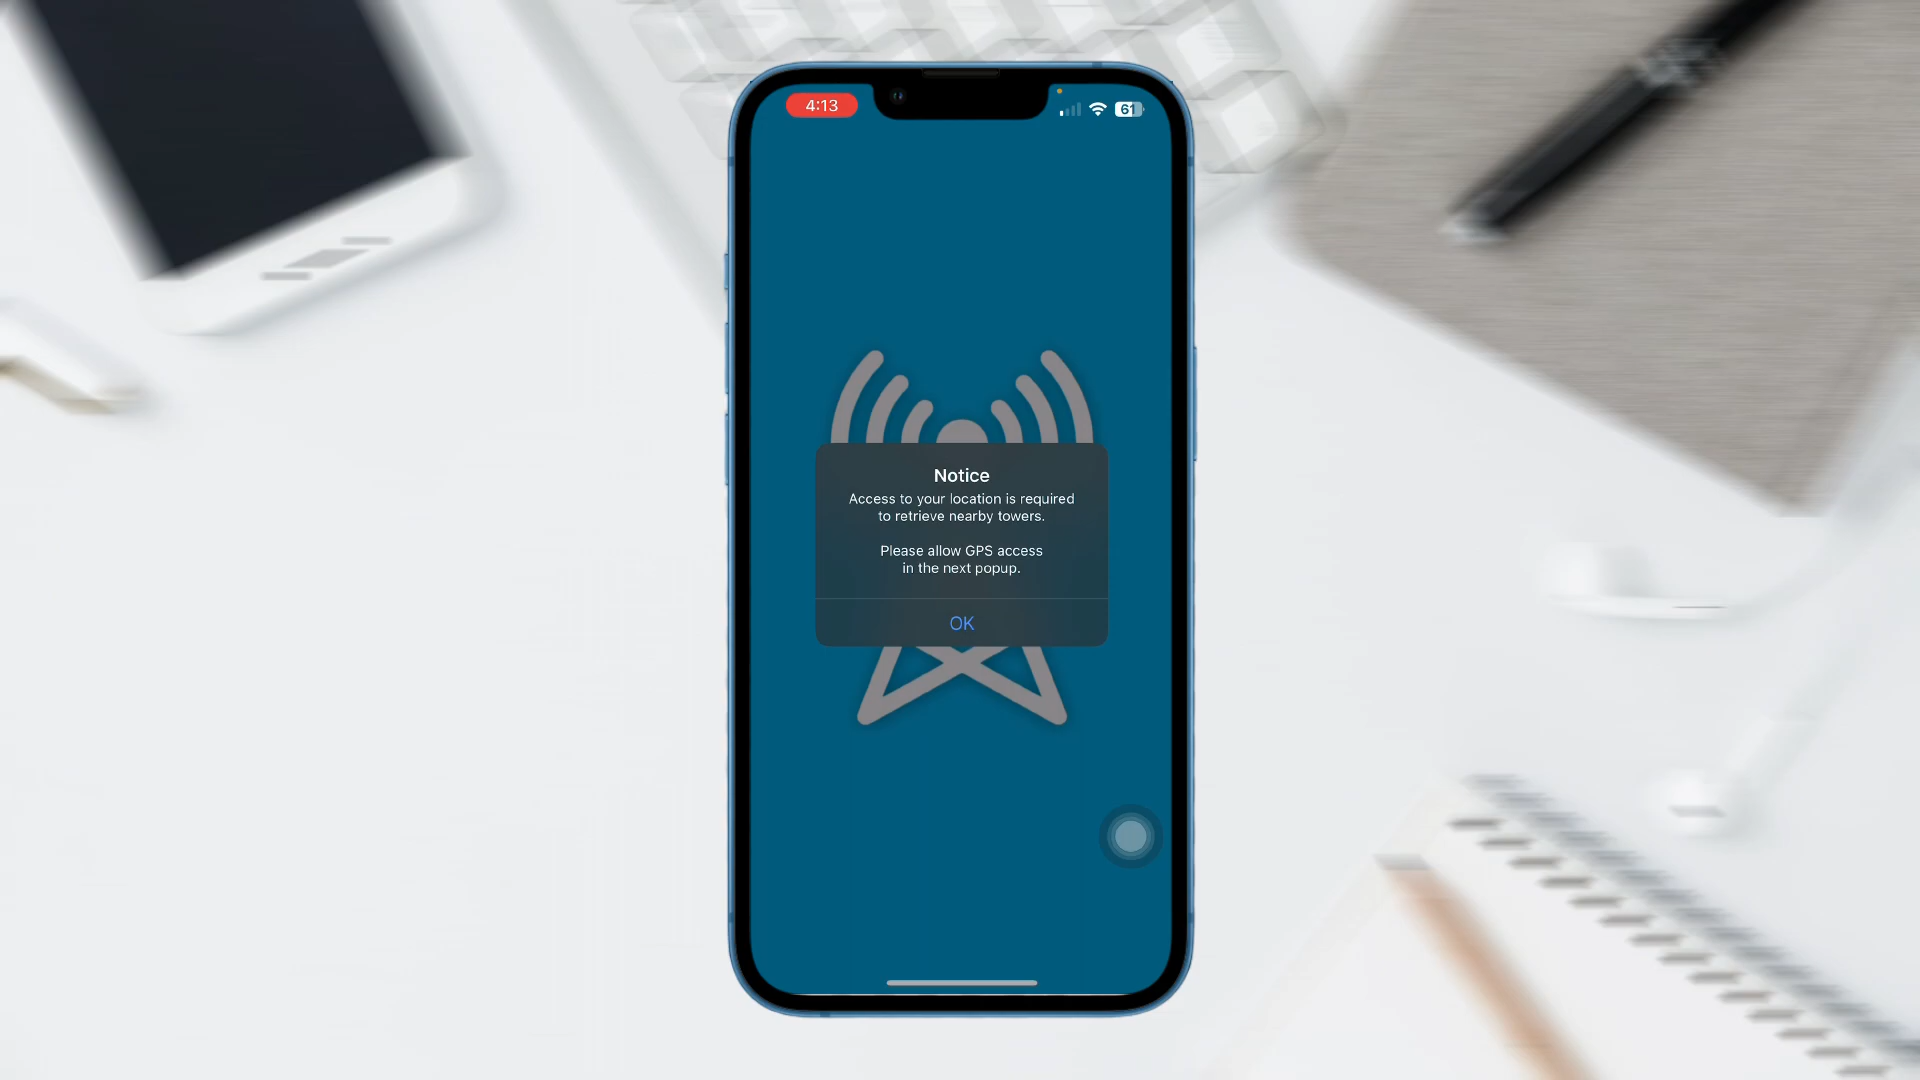 4:13
61
Notice
Access to your location is required
to retrieve nearby towers.
Please allow GPS access
in the next popup.
OK